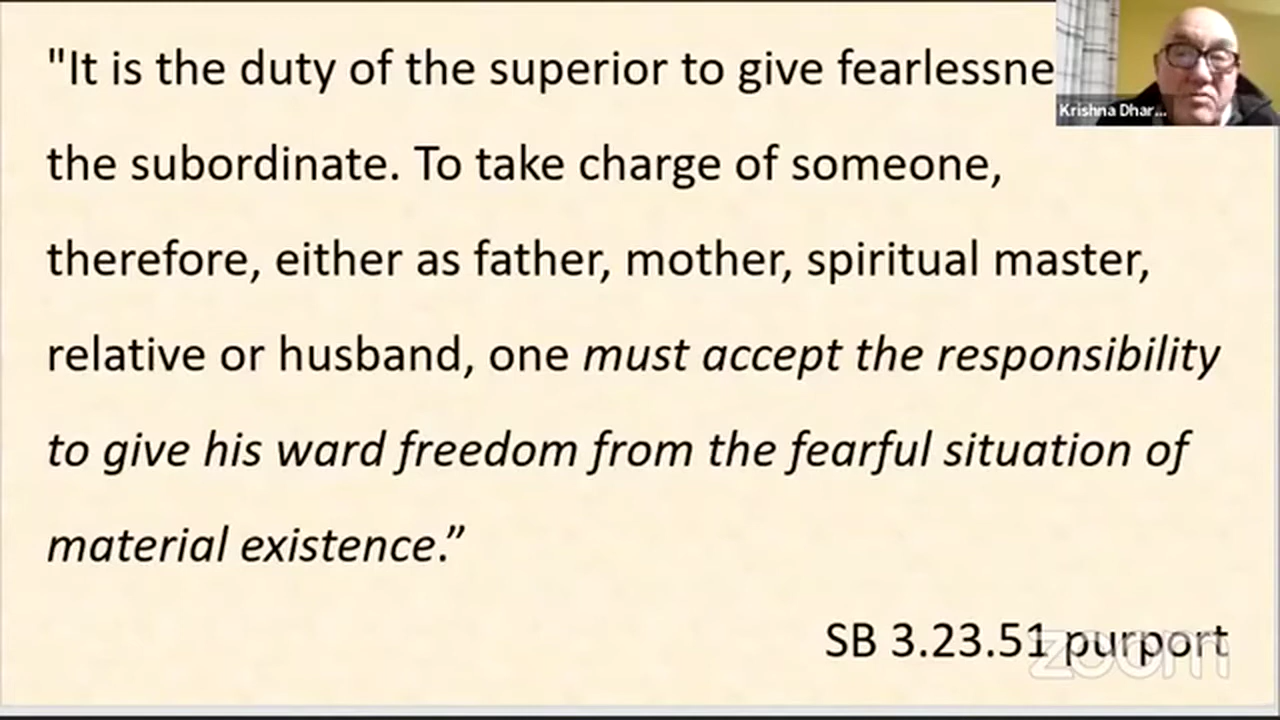 "It is the duty of the superior to give fearlessne
Krishna Dhar...
the subordinate. To take charge of someone,
therefore, either as father, mother, spiritual master,
relative or husband, one must accept the responsibility
to give his ward freedom from the fearful situation of
material existence.”
SB 3.23.51 purport
zoom